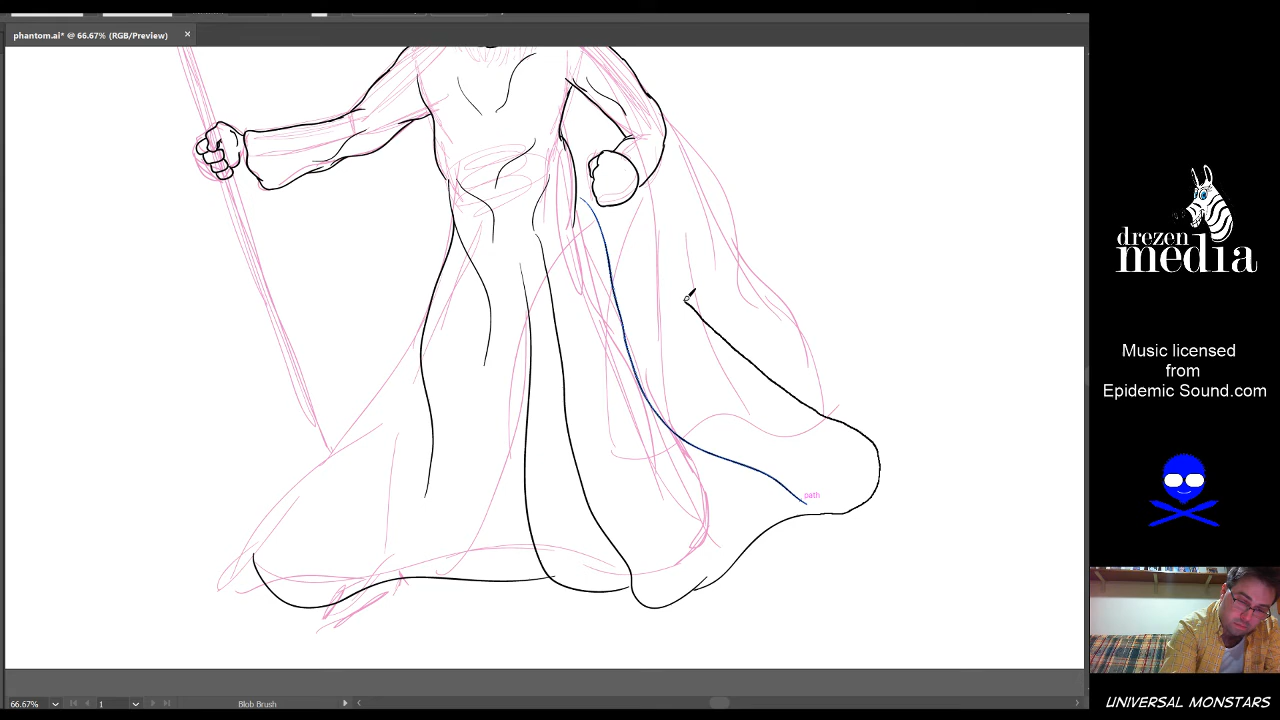 phantom.ai* @ 66.67% (RGB/Preview)
path
66.67%
1
Blob Brush
drezen
media
Music licensed
from
Epidemic Sound.com
UNIVERSAL MONSTARS